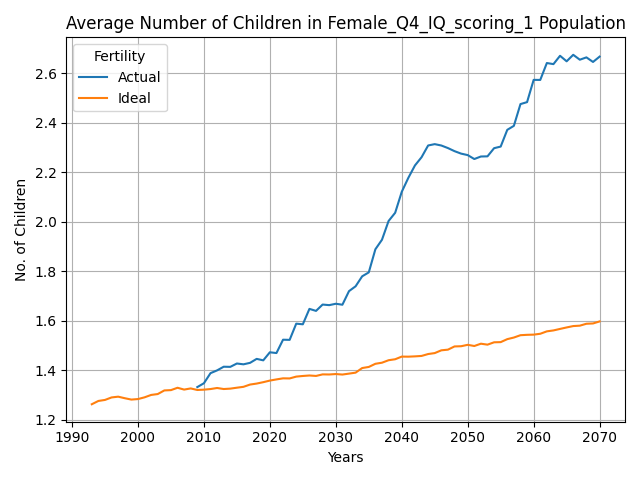 Average Number of Children in Female_Q4_IQ_scoring_1 Population
Fertility
Actual
Ideal
No. of Children
2.6
2.4
2.2
2.0
1.8
1.6
1.4
1.2
1990 2000 2010 2020 2030 2040 2050 2060 2070
Years